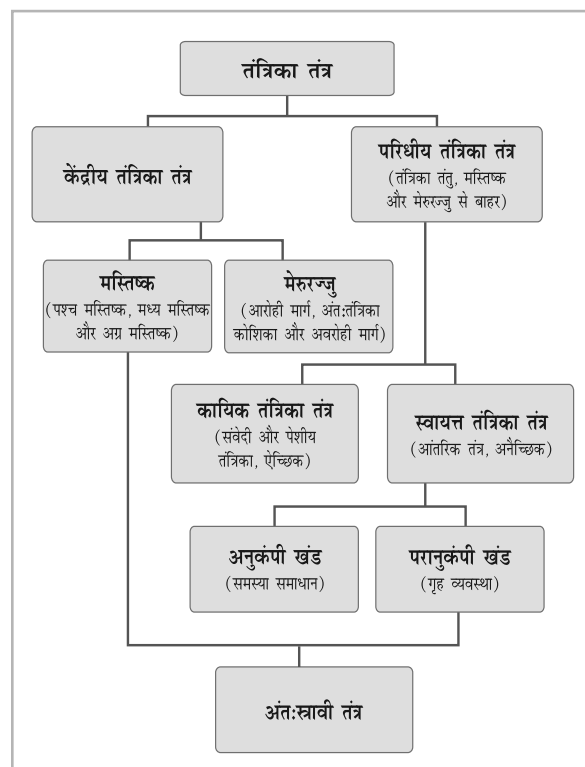 तंत्रिका तंत्र
केंद्रीय तंत्रिका तंत्र
परिधीय तंत्रिका तंत्र
(तंत्रिका तंतु, मस्तिष्क
और मेरुरज्जु से बाहर)
मस्तिष्क
(पश्च मस्तिष्क, मध्य मस्तिष्क
और अग्र मस्तिष्क)
मेरुरज्जु
(आरोही मार्ग, अंतःतंत्रिका
कोशिका और अवरोही मार्ग)
कायिक तंत्रिका तंत्र
(संवेदी और पेशीय
तंत्रिका, ऐच्छिक)
स्वायत्त तंत्रिका तंत्र
(आंतरिक तंत्र, अनैच्छिक)
अनुकंपी खंड
(समस्या समाधान)
परानुकंपी खंड
(गृह व्यवस्था)
अंतःस्त्रावी तंत्र